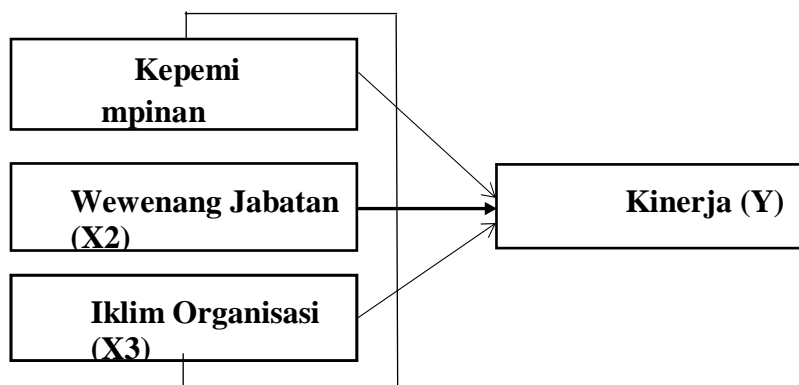 Kepemi
mpinan
Wewenang Jabatan
(X2)
Kinerja (Y)
Iklim Organisasi
(X3)